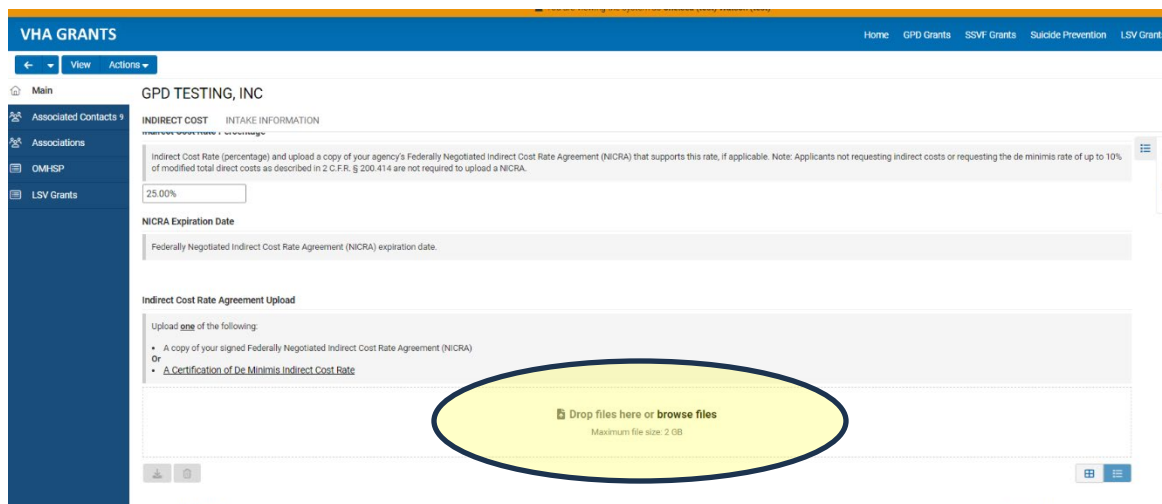 VHA GRANTS
Home GPD Grants SSVF Grants Suicide Prevention LSV Grant
View Actions
Main
Associated Contacts 9
Associations
OMHSP
LSV Grants
GPD TESTING, INC
INDIRECT COST INTAKE INFORMATION
Indirect Cost Rate Percentage
Indirect Cost Rate (percentage) and upload a copy of your agency's Federally Negotiated Indirect Cost Rate Agreement (NICRA) that supports this rate, if applicable. Note: Applicants not requesting indirect costs or requesting the de minimis rate of up to 10%
of modified total direct costs as described in 2 C.F.R. § 200.414 are not required to upload a NICRA.
25.00%
NICRA Expiration Date
Federally Negotiated Indirect Cost Rate Agreement (NICRA) expiration date.
Indirect Cost Rate Agreement Upload
Upload one of the following:
• A copy of your signed Federally Negotiated Indirect Cost Rate Agreement (NICRA)
Or
• A Certification of De Minimis Indirect Cost Rate
Drop files here or browse files
Maximum file size: 2 GB